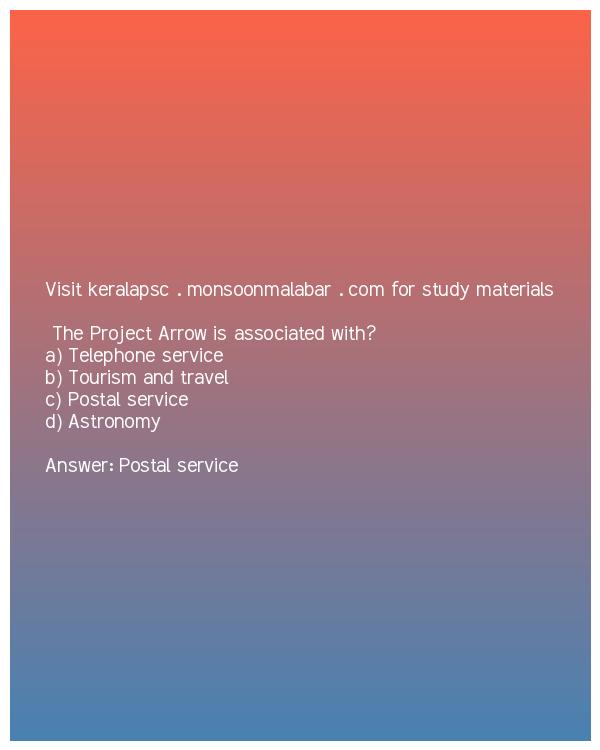 Visit keralapsc . monsoonmalabar . com for study materials
The Project Arrow is associated with?
a) Telephone service
b) Tourism and travel
c) Postal service
d) Astronomy
Answer: Postal service